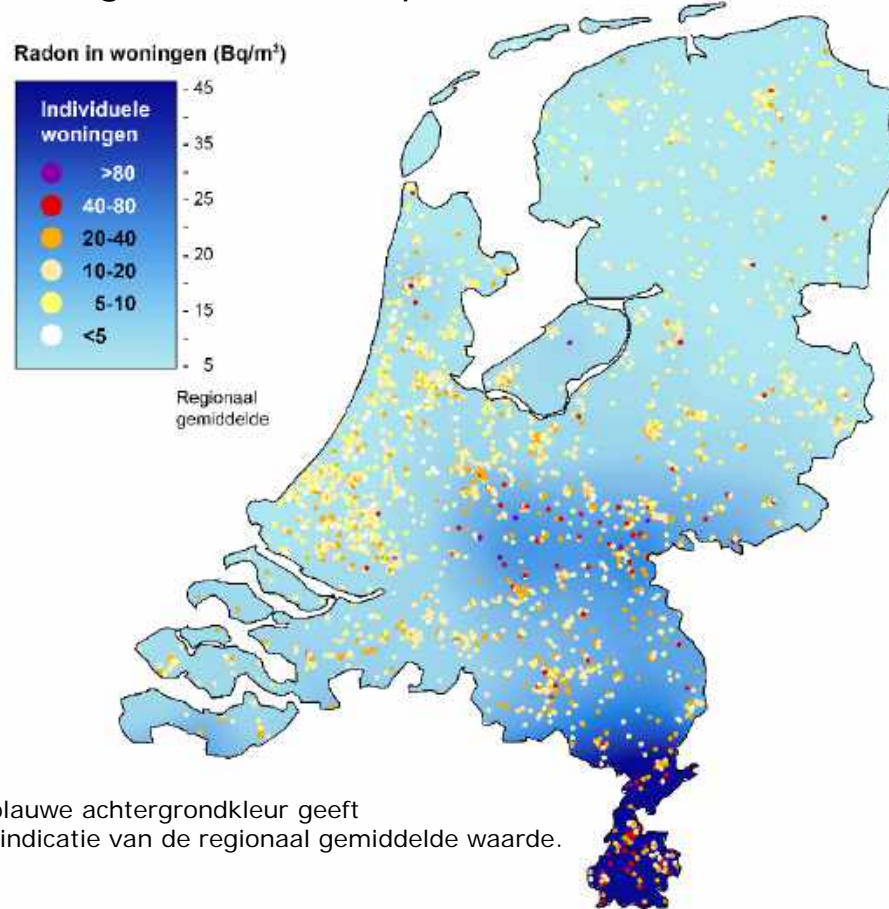 Radon in woningen (Bq/m³)
Individuele
woningen
>80
40-80
20-40
10-20
5-10
<5
- 45
- 35
- 25
- 20
- 15
- 5
Regionaal
gemiddelde
blauwe achtergrondkleur geeft
indicatie van de regionaal gemiddelde waarde.